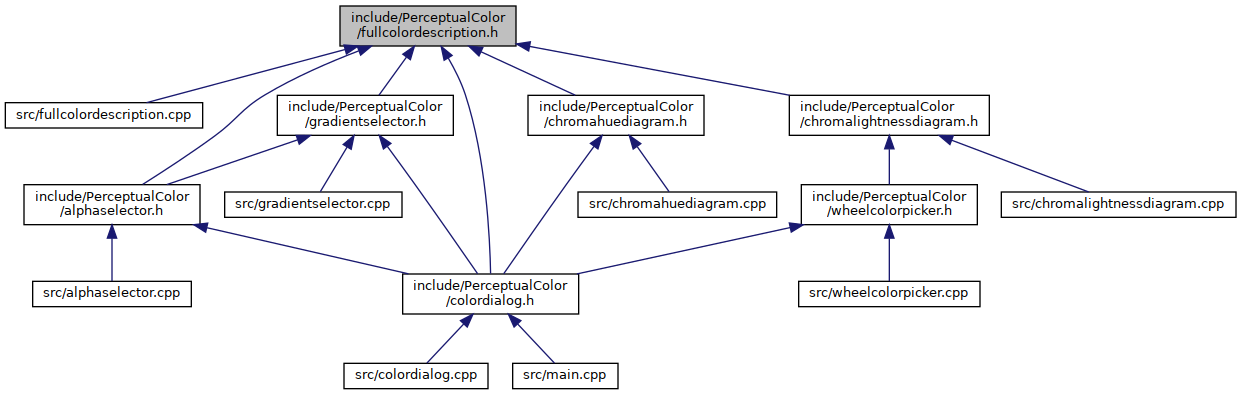 include/PerceptualColor
/fullcolordescription.h
src/fullcolordescription.cpp
include/PerceptualColor
/gradientselector.h
include/PerceptualColor
/chromahuediagram.h
include/PerceptualColor
/chromalightnessdiagram.h
include/PerceptualColor
/alphaselector.h
src/gradientselector.cpp
src/chromahuediagram.cpp
include/PerceptualColor
/wheelcolorpicker.h
src/chromalightnessdiagram.cpp
src/alphaselector.cpp
include/PerceptualColor
/colordialog.h
src/wheelcolorpicker.cpp
src/colordialog.cpp
src/main.cpp